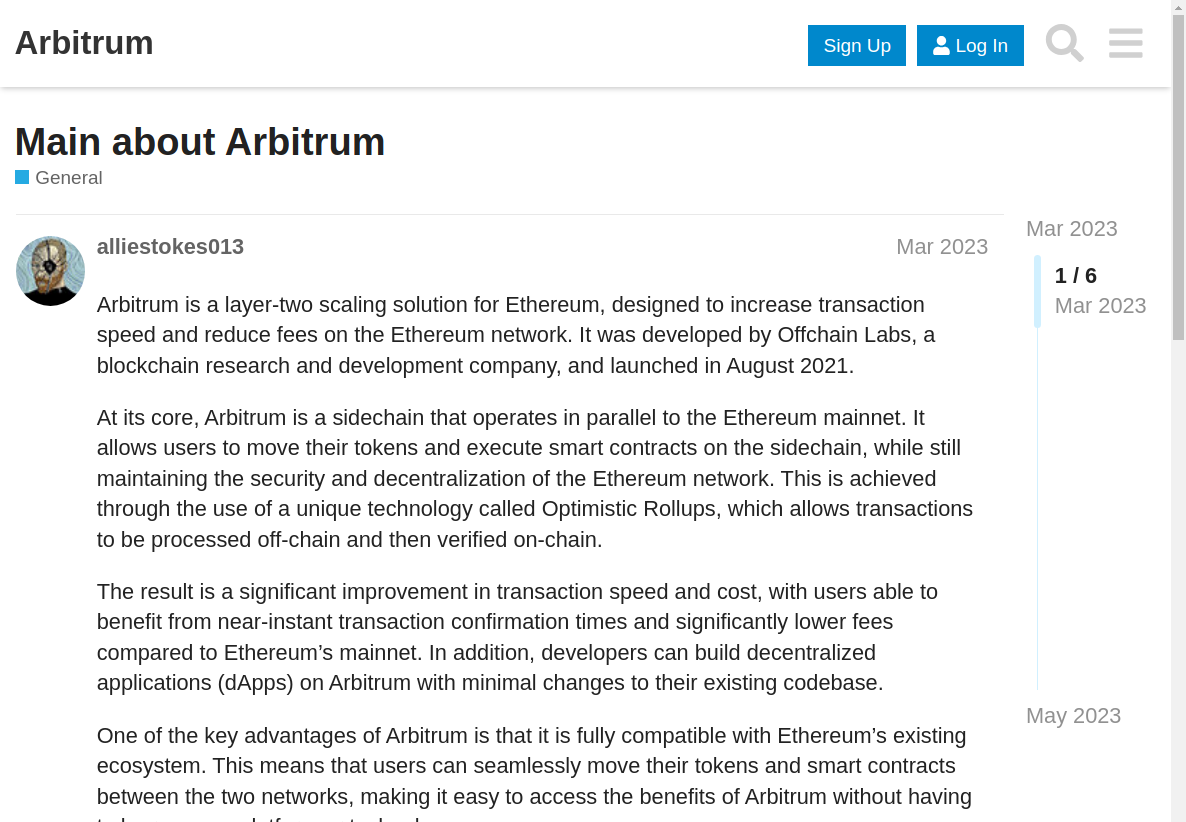 Arbitrum
Sign Up
Log In
Main about Arbitrum
General
alliestokes013
Mar 2023
Arbitrum is a layer-two scaling solution for Ethereum, designed to increase transaction
speed and reduce fees on the Ethereum network. It was developed by Offchain Labs, a
blockchain research and development company, and launched in August 2021.
At its core, Arbitrum is a sidechain that operates in parallel to the Ethereum mainnet. It
allows users to move their tokens and execute smart contracts on the sidechain, while still
maintaining the security and decentralization of the Ethereum network. This is achieved
through the use of a unique technology called Optimistic Rollups, which allows transactions
to be processed off-chain and then verified on-chain.
The result is a significant improvement in transaction speed and cost, with users able to
benefit from near-instant transaction confirmation times and significantly lower fees
compared to Ethereum’s mainnet. In addition, developers can build decentralized
applications (dApps) on Arbitrum with minimal changes to their existing codebase.
One of the key advantages of Arbitrum is that it is fully compatible with Ethereum’s existing
ecosystem. This means that users can seamlessly move their tokens and smart contracts
between the two networks, making it easy to access the benefits of Arbitrum without having
Mar 2023
1 / 6
Mar 2023
May 2023